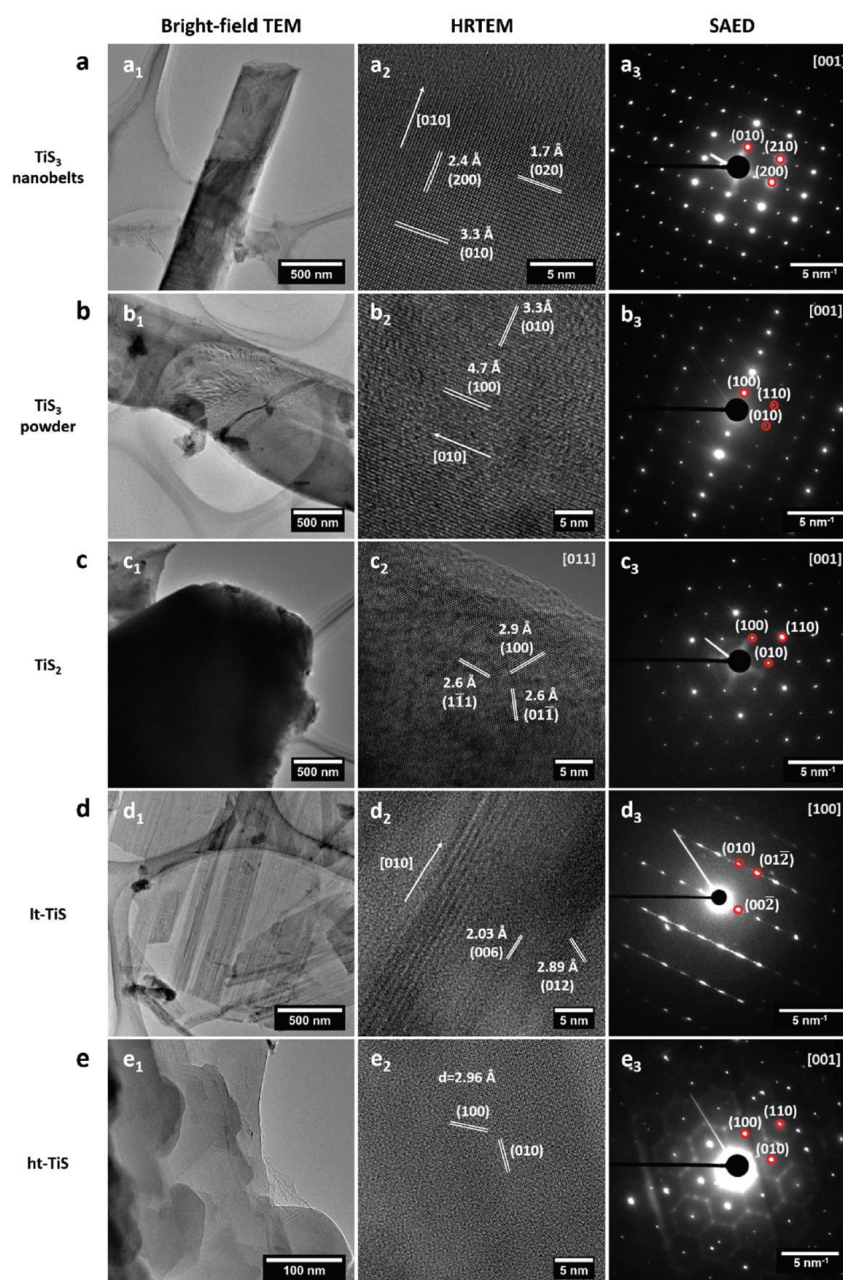 Bright-field TEM
HRTEM
SAED
a
TiS₃
nanobelts
a₁
500 nm
a₂
[010]
2.4 Å
(200)
1.7 Å
(020)
3.3 Å
(010)
5 nm
a₃
[001]
(010)
(210)
(200)
5 nm⁻¹
b
TiS₃
powder
b₁
500 nm
b₂
3.3Å
(010)
4.7 Å
(100)
[010]
5 nm
b₃
[001]
(100)
(110)
(010)
5 nm⁻¹
c
TiS₂
c₁
500 nm
c₂
[011]
2.9 Å
(100)
2.6 Å
(11̅1)
2.6 Å
(011̅)
5 nm
c₃
[001]
(100)
(110)
(010)
5 nm⁻¹
d
lt-TiS
d₁
500 nm
d₂
[010]
2.03 Å
(006)
2.89 Å
(012)
5 nm
d₃
[100]
(010)
(012̅)
(002̅)
5 nm⁻¹
e
ht-TiS
e₁
100 nm
e₂
d=2.96 Å
(100)
(010)
5 nm
e₃
[001]
(100)
(110)
(010)
5 nm⁻¹